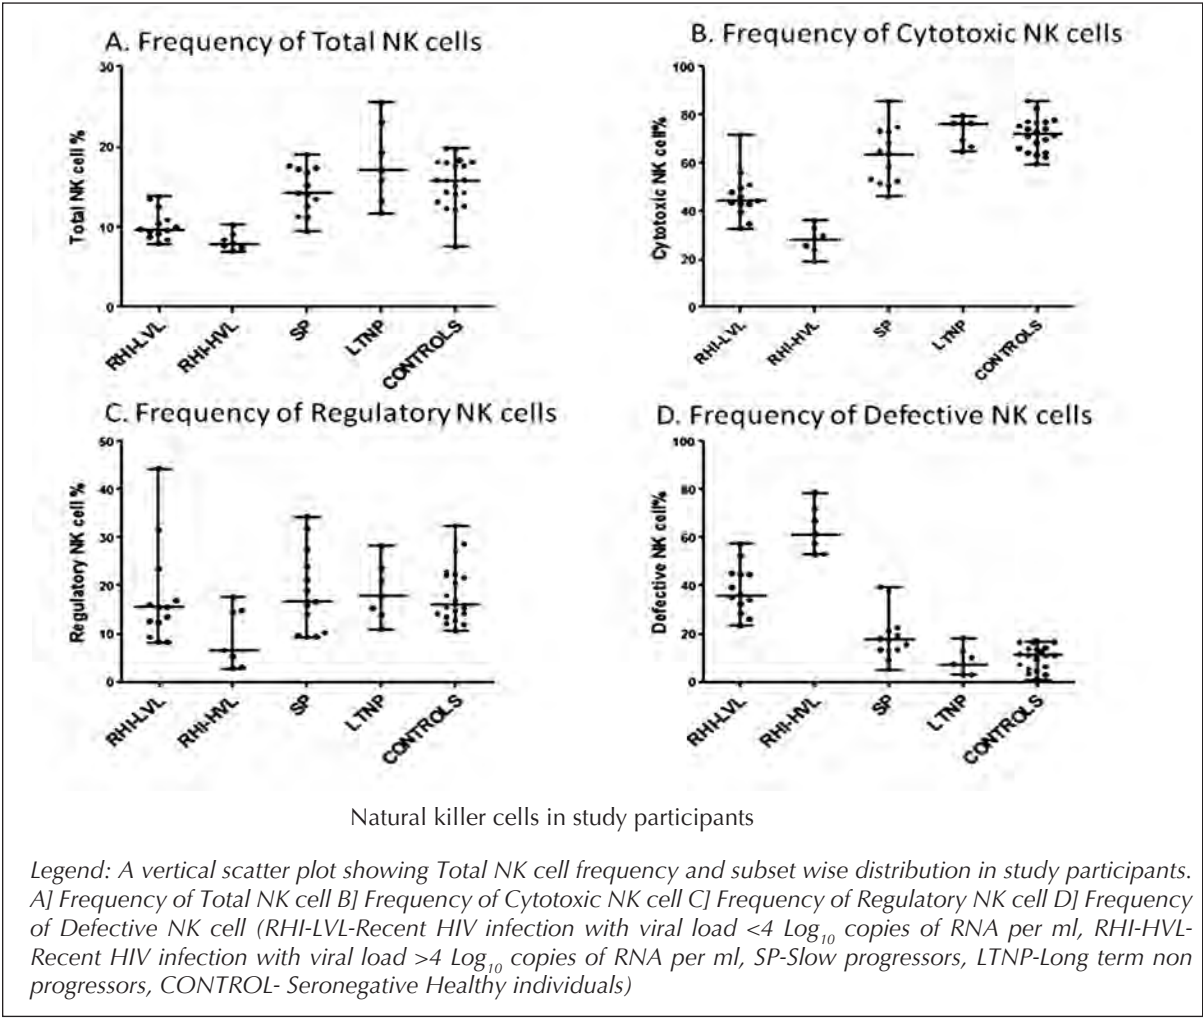 A. Frequency of Total NK cells
Total NK cell %
30
20
10
0
RHI-LVL
RHI-HVL
SP
LTNP
CONTROLS
B. Frequency of Cytotoxic NK cells
Cytotoxic NK cell%
100
80
60
40
20
0
RHI-LVL
RHI-HVL
SP
LTNP
CONTROLS
C. Frequency of Regulatory NK cells
Regulatory NK cell %
50
40
30
20
10
0
RHI-LVL
RHI-HVL
SP
LTNP
CONTROLS
D. Frequency of Defective NK cells
Defective NK cell%
100
80
60
40
20
0
RHI-LVL
RHI-HVL
SP
LTNP
CONTROLS
Natural killer cells in study participants
Legend: A vertical scatter plot showing Total NK cell frequency and subset wise distribution in study participants.
A] Frequency of Total NK cell B] Frequency of Cytotoxic NK cell C] Frequency of Regulatory NK cell D] Frequency
of Defective NK cell (RHI-LVL-Recent HIV infection with viral load <4 Log10 copies of RNA per ml, RHI-HVL-
Recent HIV infection with viral load >4 Log10 copies of RNA per ml, SP-Slow progressors, LTNP-Long term non
progressors, CONTROL- Seronegative Healthy individuals)